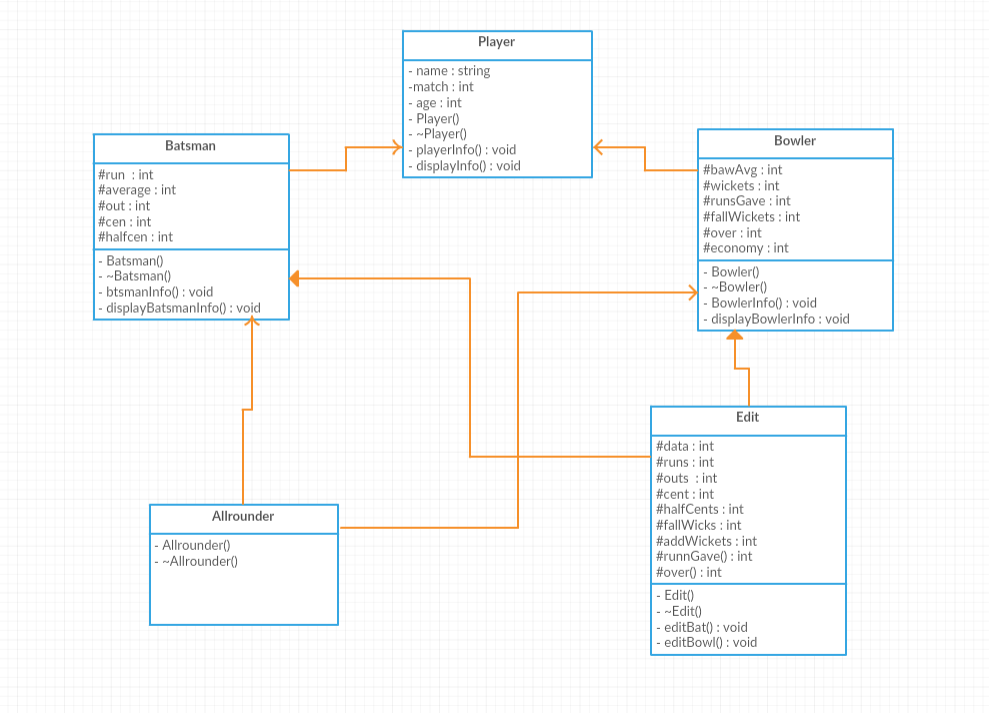 Player
- name : string
-match : int
- age : int
- Player()
- ~Player()
- playerInfo() : void
- displayInfo() : void
Batsman
#run  : int
#average : int
#out : int
#cen : int
#halfcen : int
- Batsman()
- ~Batsman()
- btsmanInfo() : void
- displayBatsmanInfo() : void
Bowler
#bawAvg : int
#wickets : int
#runsGave : int
#fallWickets : int
#over : int
#economy : int
- Bowler()
- ~Bowler()
- BowlerInfo() : void
- displayBowlerInfo : void
Allrounder
- Allrounder()
- ~Allrounder()
Edit
#data : int
#runs : int
#outs  : int
#cent : int
#halfCents : int
#fallWicks : int
#addWickets : int
#runnGave() : int
#over() : int
- Edit()
- ~Edit()
- editBat() : void
- editBowl() : void